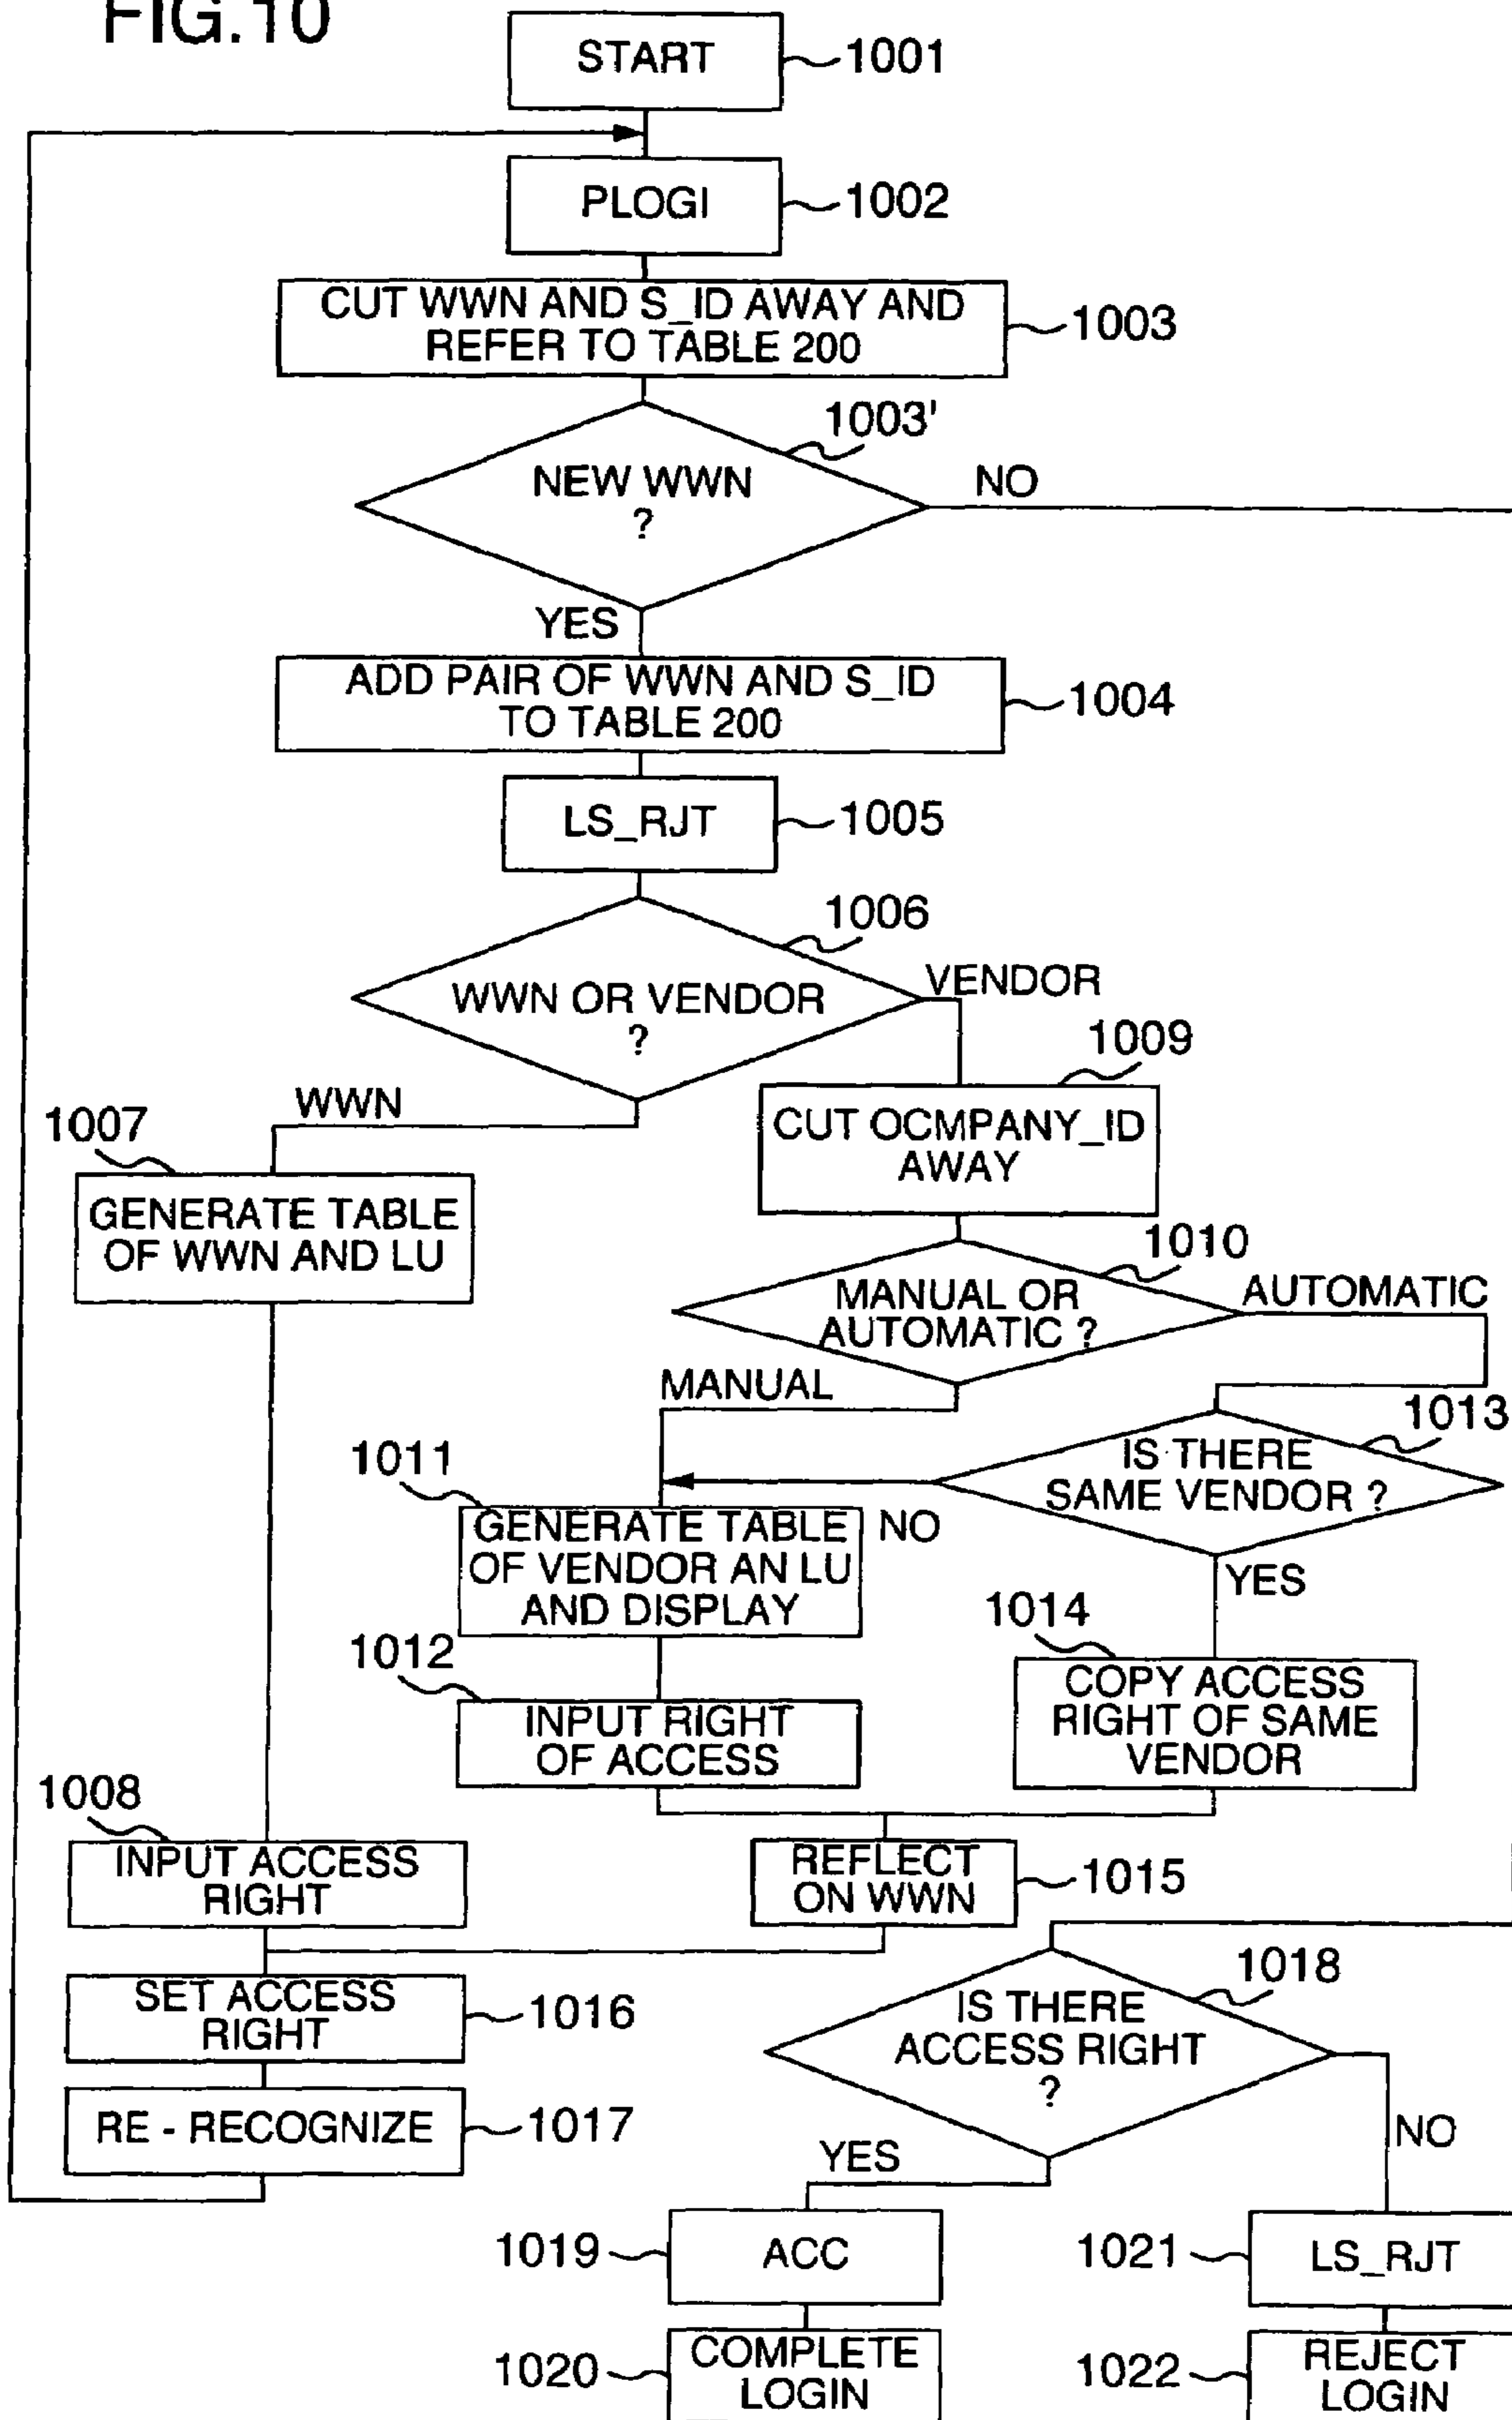 FIG.10
START
1001
PLOGI
1002
CUT WWN AND S_ID AWAY AND
REFER TO TABLE 200
1003
1003'
NEW WWN
?
NO
YES
ADD PAIR OF WWN AND S_ID
TO TABLE 200
1004
LS_RJT
1005
1006
WWN OR VENDOR
?
VENDOR
WWN
1009
CUT OCMPANY_ID
AWAY
1007
GENERATE TABLE
OF WWN AND LU
1010
MANUAL OR
AUTOMATIC ?
AUTOMATIC
MANUAL
1013
IS THERE
SAME VENDOR ?
NO
YES
1011
GENERATE TABLE
OF VENDOR AN LU
AND DISPLAY
1012
INPUT RIGHT
OF ACCESS
1014
COPY ACCESS
RIGHT OF SAME
VENDOR
1008
INPUT ACCESS
RIGHT
REFLECT
ON WWN
1015
SET ACCESS
RIGHT
1016
RE - RECOGNIZE
1017
1018
IS THERE
ACCESS RIGHT
?
YES
NO
1019
ACC
1021
LS_RJT
1020
COMPLETE
LOGIN
1022
REJECT
LOGIN